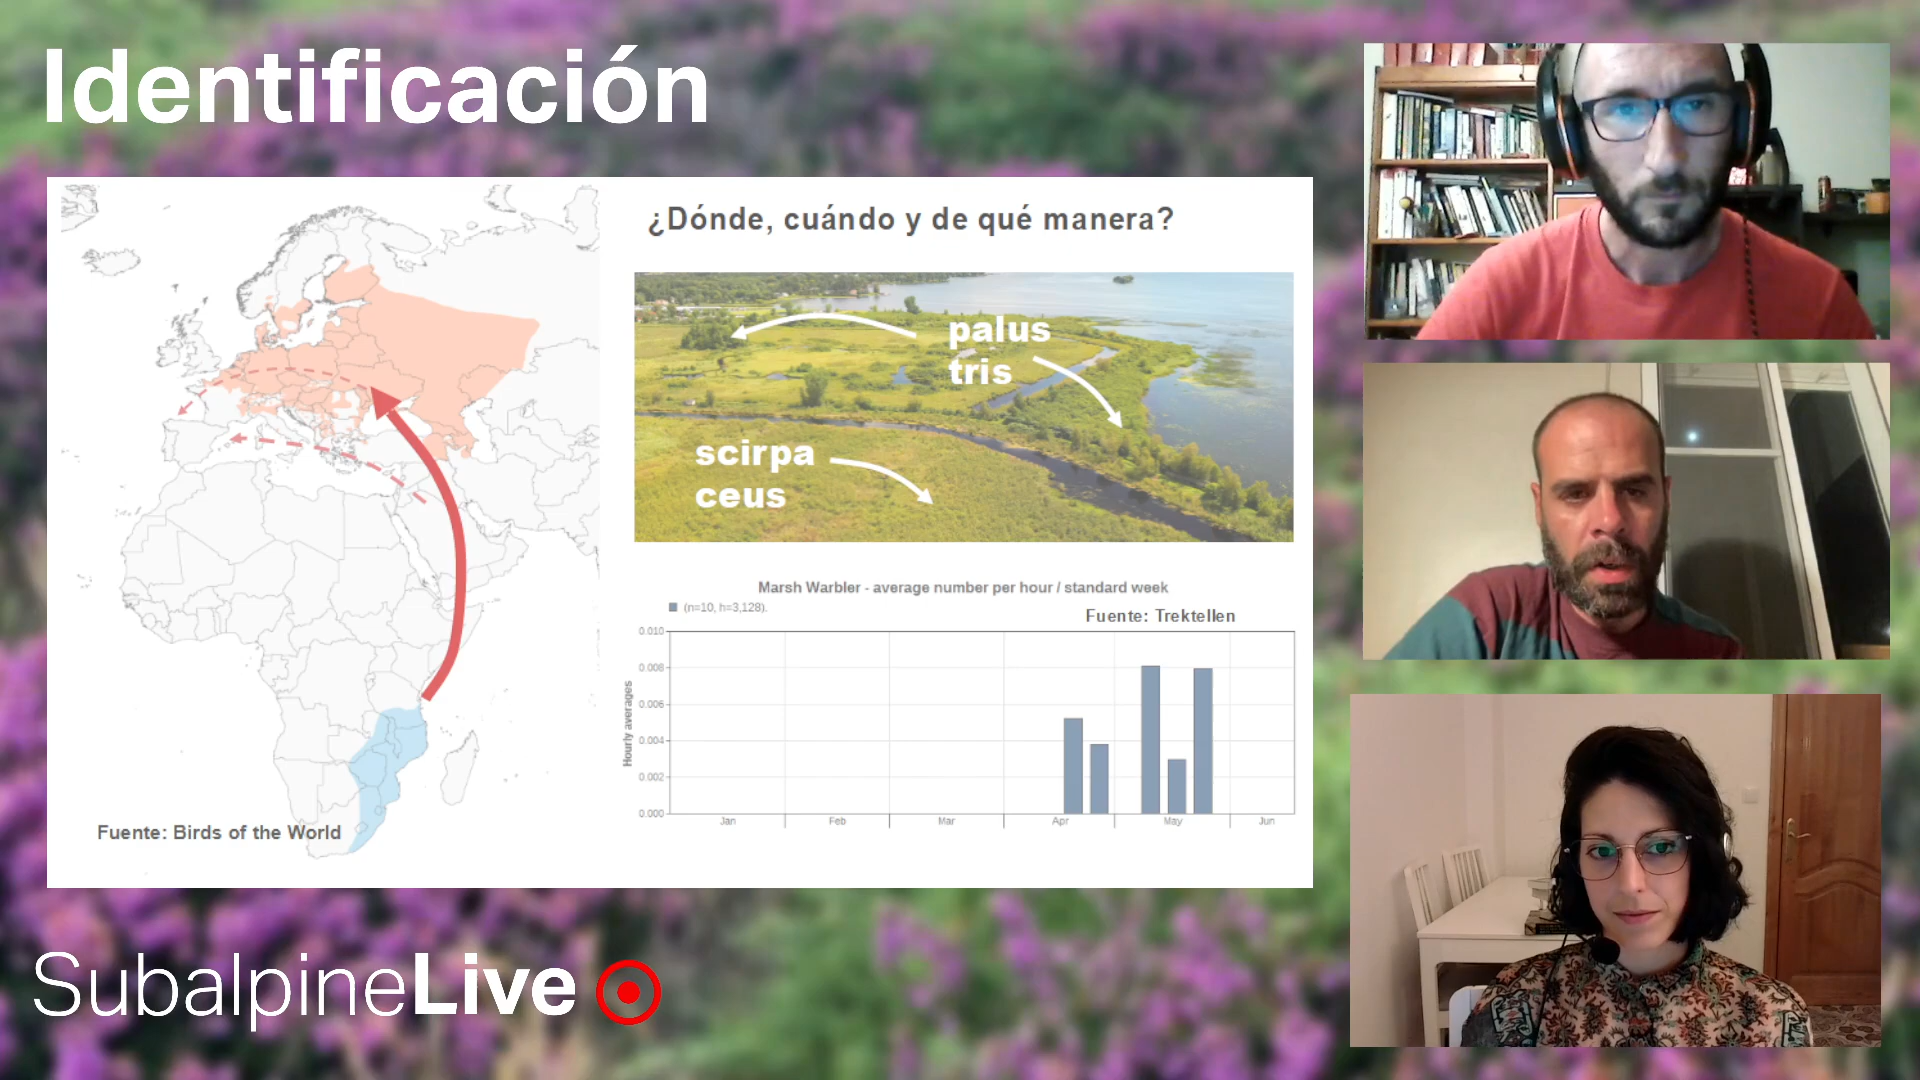 Identificación
¿Dónde, cuándo y de qué manera?
palus
tris
scirpa
ceus
Marsh Warbler - average number per hour / standard week
(n=10, h=3,128).
Fuente: Trektellen
Hourly averages
0.010
0.008
0.006
0.004
0.002
0.000
Jan Feb Mar Apr May Jun
Fuente: Birds of the World
SubalpineLive